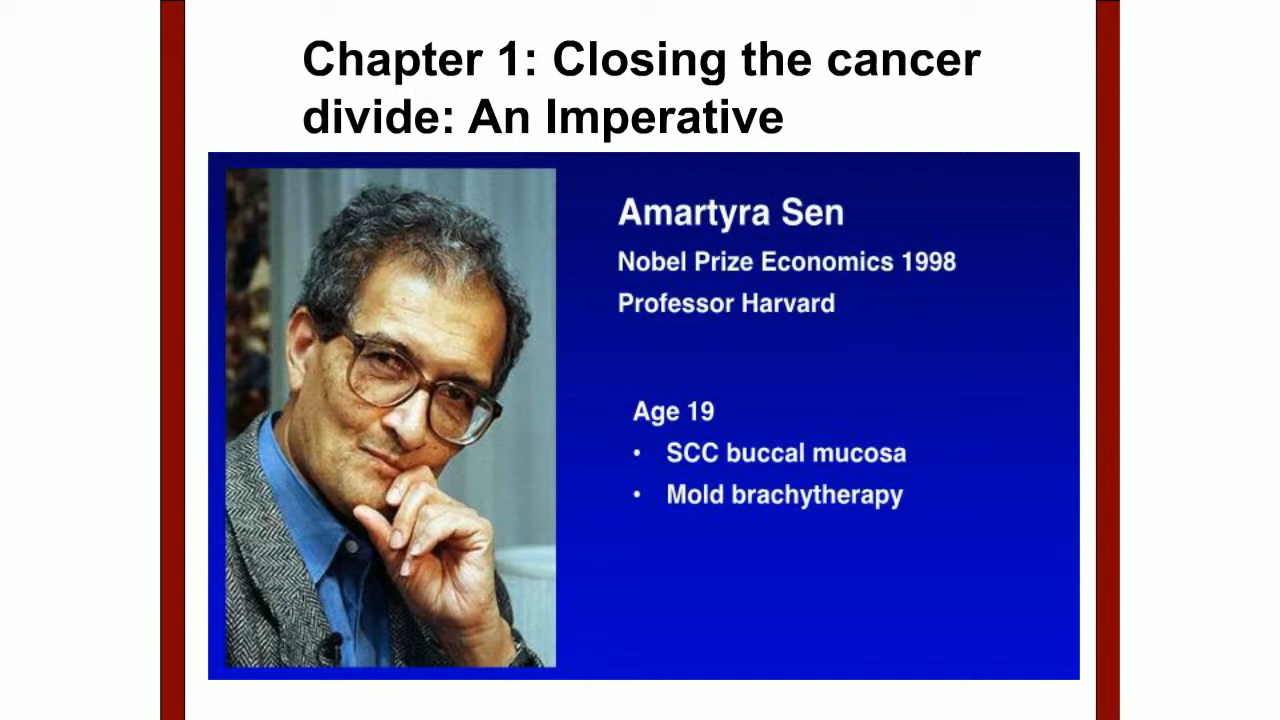 Chapter 1: Closing the cancer
divide: An Imperative
Amartyra Sen
Nobel Prize Economics 1998
Professor Harvard
Age 19
• SCC buccal mucosa
• Mold brachytherapy